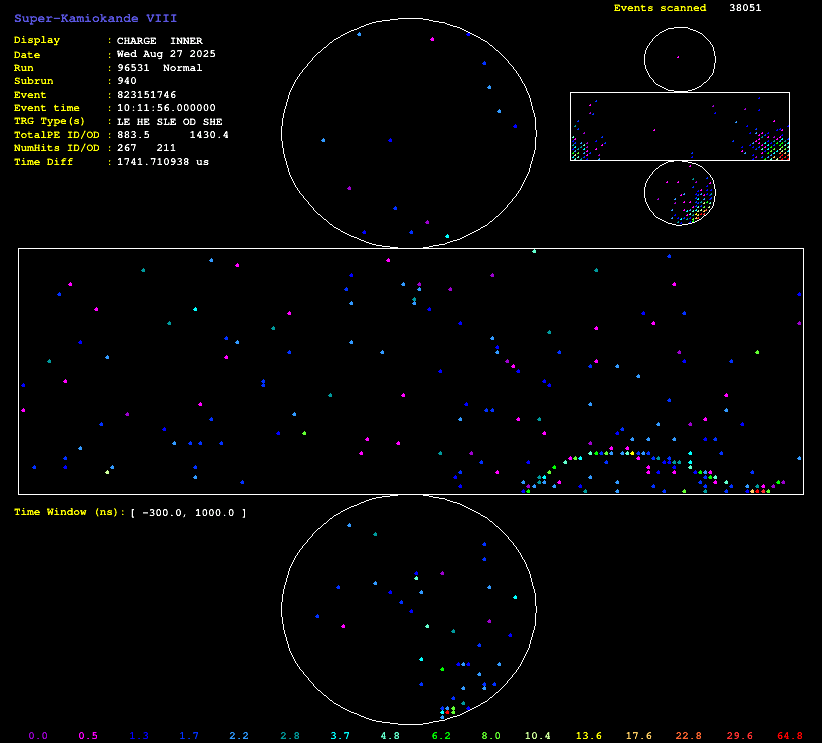 Super-Kamiokande VIII
Events scanned 38051
Display : CHARGE INNER
Date : Wed Aug 27 2025
Run : 96531 Normal
Subrun : 940
Event : 823151746
Event time : 10:11:56.000000
TRG Type(s) : LE HE SLE OD SHE
TotalPE ID/OD : 883.5 1430.4
NumHits ID/OD : 267 211
Time Diff : 1741.710938 us
Time Window (ns): [ -300.0, 1000.0 ]
0.0 0.5 1.3 1.7 2.2 2.8 3.7 4.8 6.2 8.0 10.4 13.6 17.6 22.8 29.6 64.8